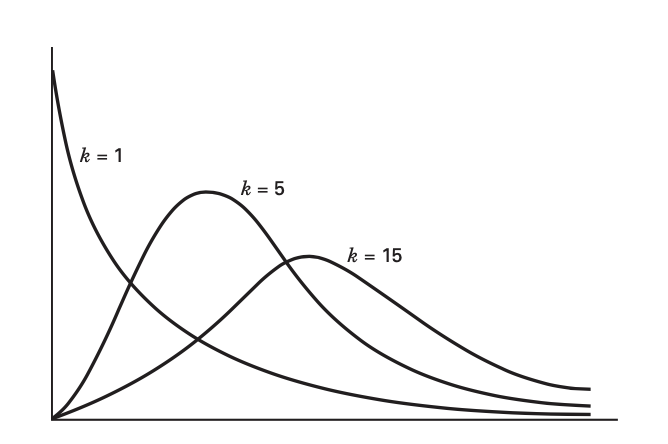 k = 1
k = 5
k = 15